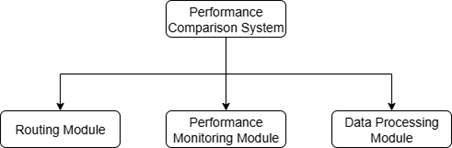 Performance
Comparison System
Routing Module
Performance
Monitoring Module
Data Processing
Module